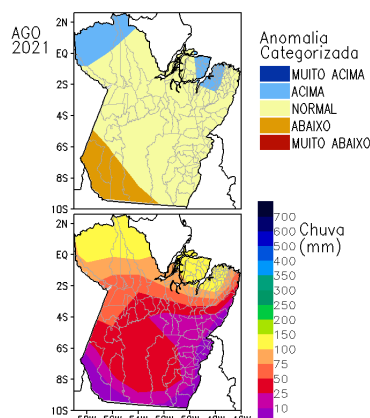 AGO
2021
2N
EQ
2S
4S
6S
8S
10S
Anomalia
Categorizada
MUITO ACIMA
ACIMA
NORMAL
ABAIXO
MUITO ABAIXO
2N
EQ
2S
4S
6S
8S
10S
Chuva
(mm)
700
600
500
450
400
350
300
250
200
150
100
75
50
25
10